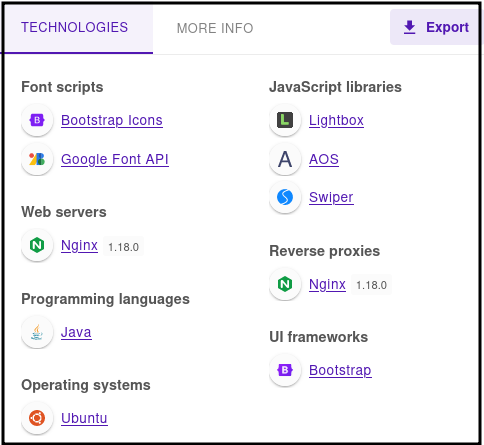 TECHNOLOGIES
MORE INFO
Export
Font scripts
Bootstrap Icons
Google Font API
Web servers
Nginx 1.18.0
Programming languages
Java
Operating systems
Ubuntu
JavaScript libraries
Lightbox
AOS
Swiper
Reverse proxies
Nginx 1.18.0
UI frameworks
Bootstrap